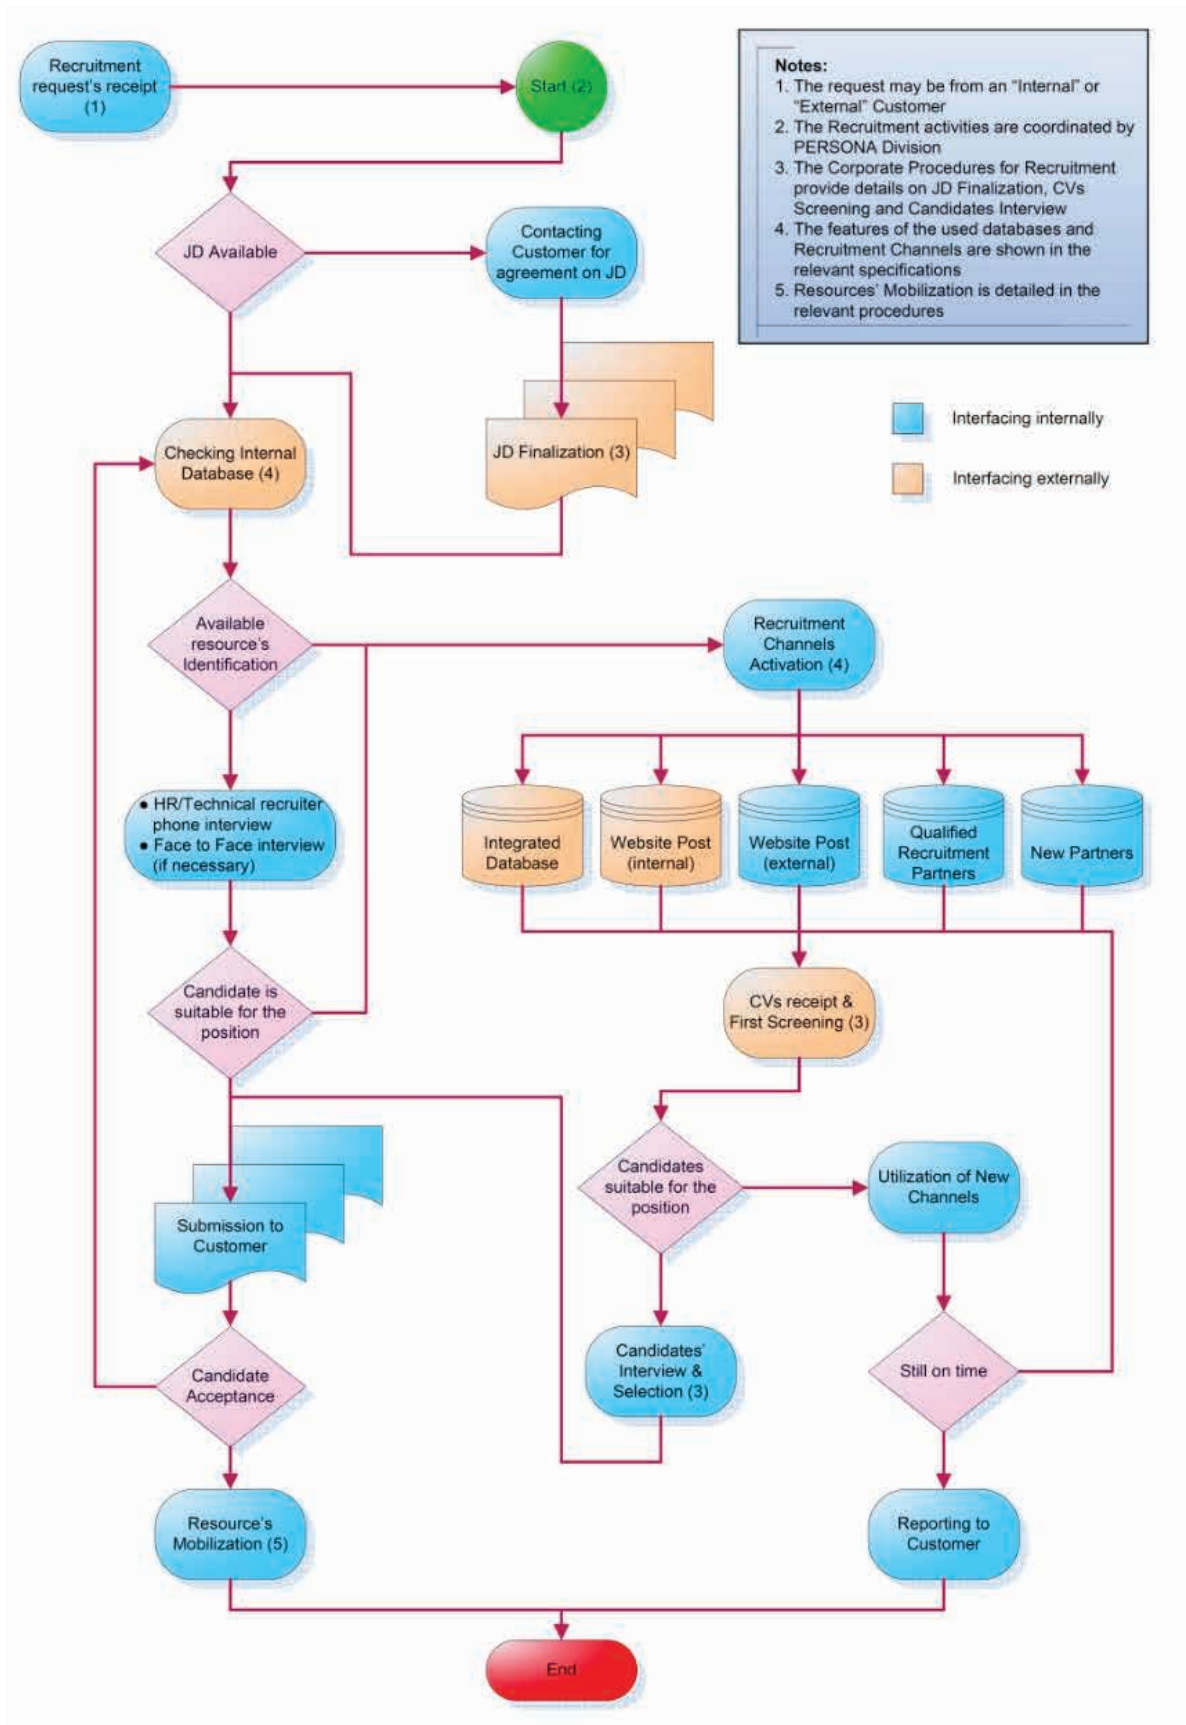 Recruitment
request's receipt
(1)
Start (2)
Notes:
1. The request may be from an “Internal” or
“External” Customer
2. The Recruitment activities are coordinated by
PERSONA Division
3. The Corporate Procedures for Recruitment
provide details on JD Finalization, CVs
Screening and Candidates Interview
4. The features of the used databases and
Recruitment Channels are shown in the
relevant specifications
5. Resources' Mobilization is detailed in the
relevant procedures
JD Available
Contacting
Customer for
agreement on JD
Interfacing internally
Interfacing externally
Checking Internal
Database (4)
JD Finalization (3)
Available
resource's
Identification
Recruitment
Channels
Activation (4)
● HR/Technical recruiter
phone interview
● Face to Face interview
(if necessary)
Integrated
Database
Website Post
(internal)
Website Post
(external)
Qualified
Recruitment
Partners
New Partners
Candidate is
suitable for the
position
CVs receipt &
First Screening (3)
Candidates
suitable for the
position
Utilization of New
Channels
Submission to
Customer
Candidate
Acceptance
Candidates'
Interview &
Selection (3)
Still on time
Resource's
Mobilization (5)
Reporting to
Customer
End